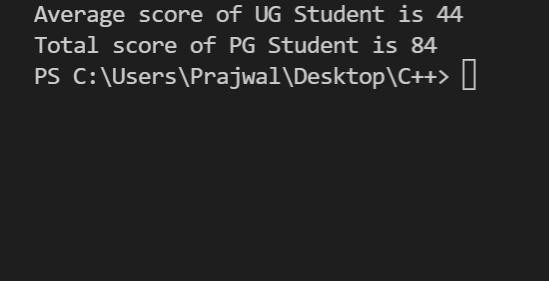 Average score of UG Student is 44
Total score of PG Student is 84
PS C:\Users\Prajwal\Desktop\C++>